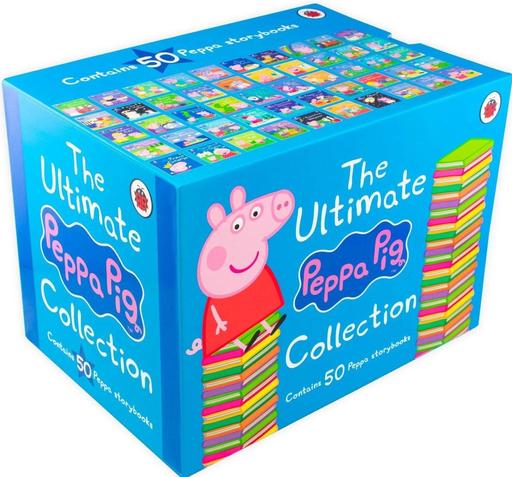 Contains 50 Peppa storybooks
The
Ultimate
Peppa Pig
Collection
Contains 50 Peppa storybooks
The
Ultimate
Peppa Pig
™
Collection
Contains 50 Peppa storybooks